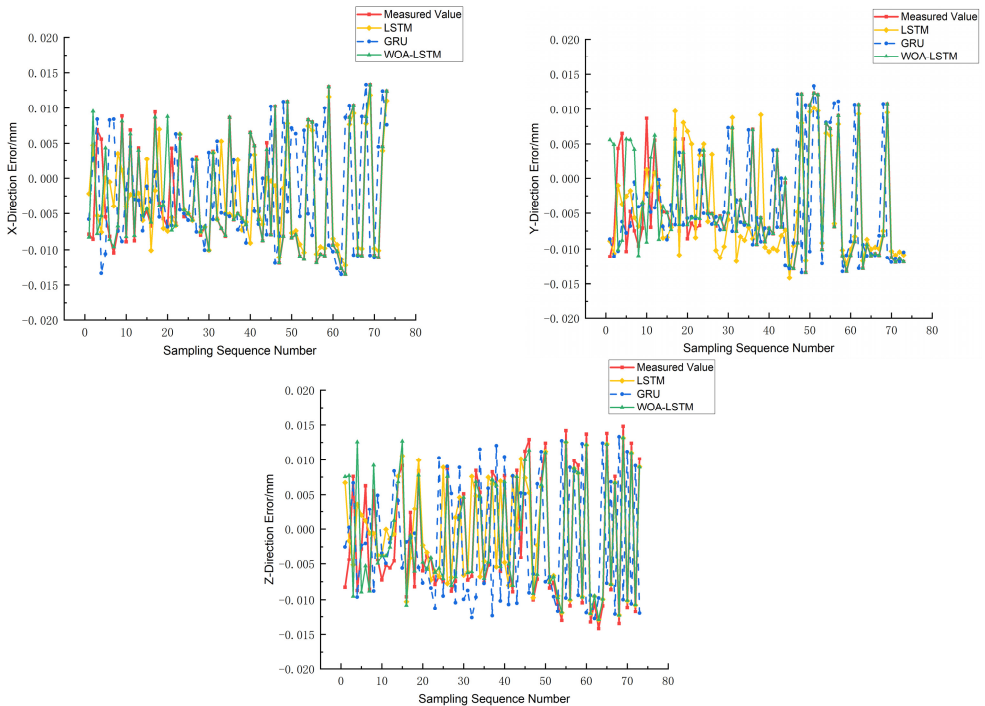 Measured Value
LSTM
GRU
WOA-LSTM
0.020
0.015
0.010
0.005
0.000
-0.005
-0.010
-0.015
-0.020
X-Direction Error/mm
0 10 20 30 40 50 60 70 80
Sampling Sequence Number
Measured Value
LSTM
GRU
WOA-LSTM
0.020
0.015
0.010
0.005
0.000
-0.005
-0.010
-0.015
-0.020
Y-Direction Error/mm
0 10 20 30 40 50 60 70 80
Sampling Sequence Number
Measured Value
LSTM
GRU
WOA-LSTM
0.020
0.015
0.010
0.005
0.000
-0.005
-0.010
-0.015
-0.020
Z-Direction Error/mm
0 10 20 30 40 50 60 70 80
Sampling Sequence Number